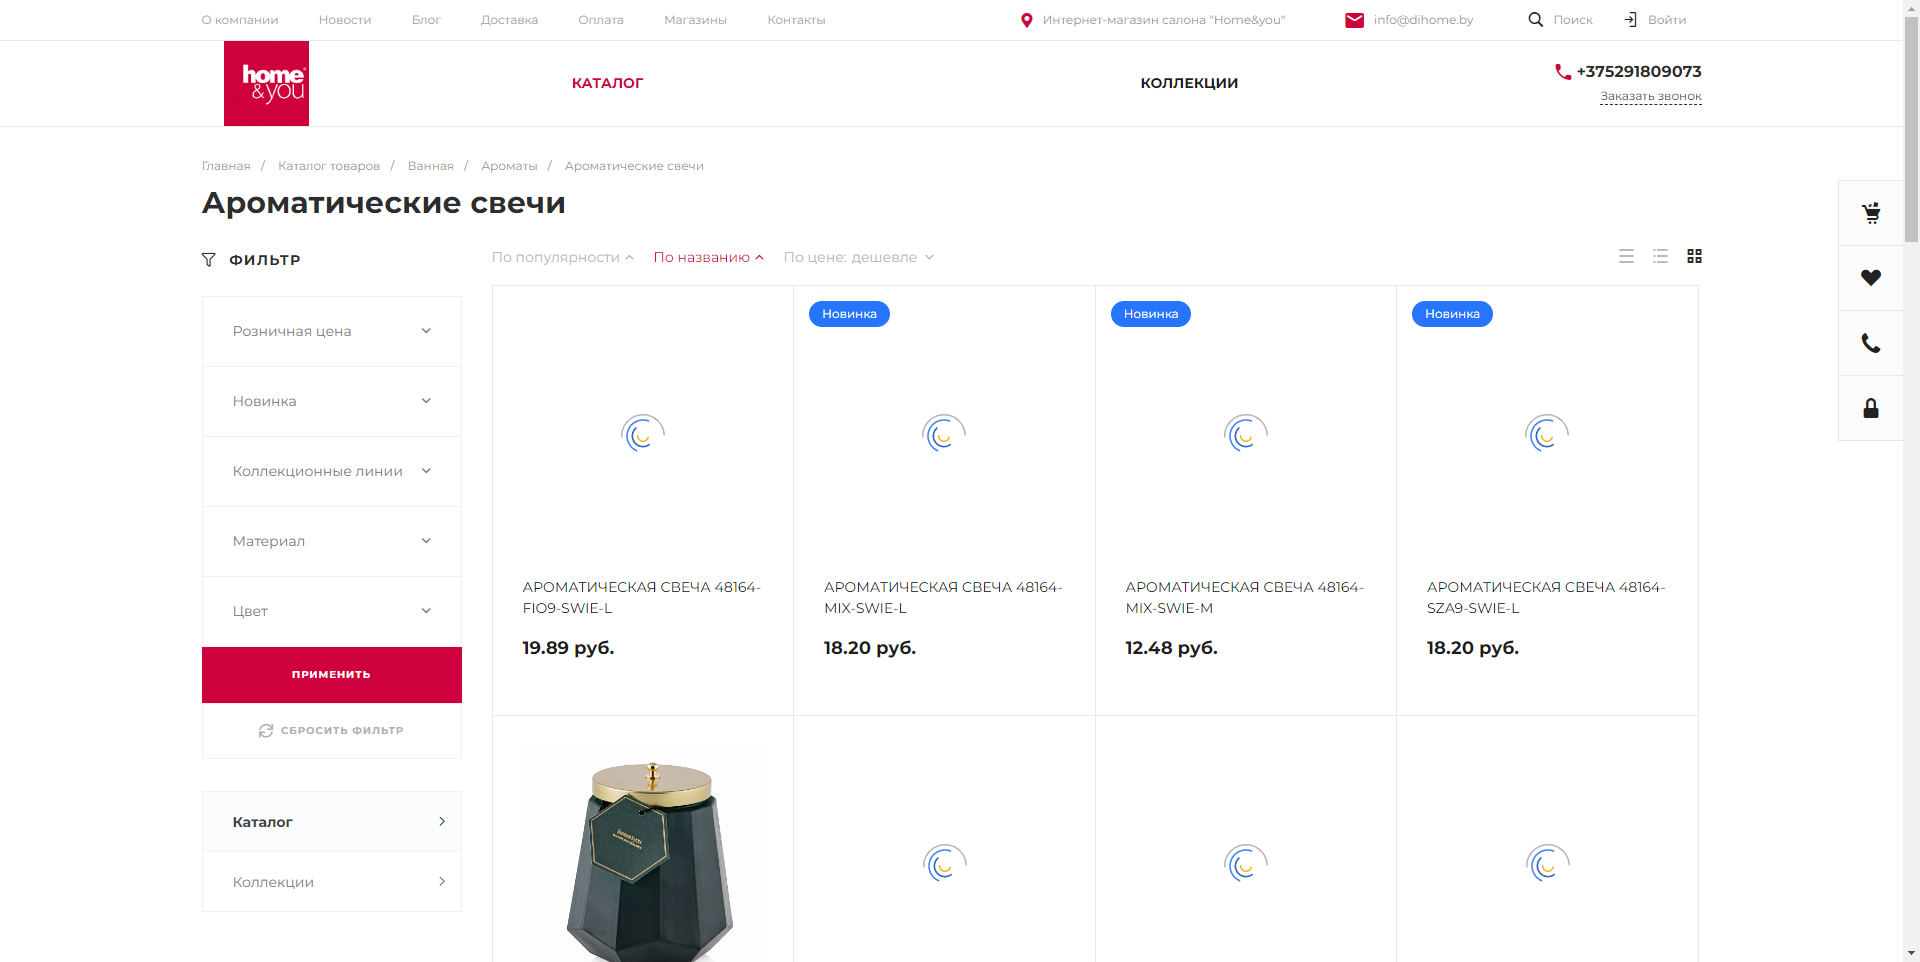 О компании
Новости
Блог
Доставка
Оплата
Магазины
Контакты
Интернет-магазин салона "Home&you"
info@dihome.by
Поиск
Войти
home
&you
КАТАЛОГ
КОЛЛЕКЦИИ
+375291809073
Заказать звонок
Главная / Каталог товаров / Ванная / Ароматы / Ароматические свечи
Ароматические свечи
ФИЛЬТР
По популярности
По названию
По цене: дешевле
Розничная цена
Новинка
Коллекционные линии
Материал
Цвет
ПРИМЕНИТЬ
СБРОСИТЬ ФИЛЬТР
Каталог
Коллекции
АРОМАТИЧЕСКАЯ СВЕЧА 48164-
FIO9-SWIE-L
19.89 руб.
Новинка
АРОМАТИЧЕСКАЯ СВЕЧА 48164-
MIX-SWIE-L
18.20 руб.
Новинка
АРОМАТИЧЕСКАЯ СВЕЧА 48164-
MIX-SWIE-M
12.48 руб.
Новинка
АРОМАТИЧЕСКАЯ СВЕЧА 48164-
SZA9-SWIE-L
18.20 руб.